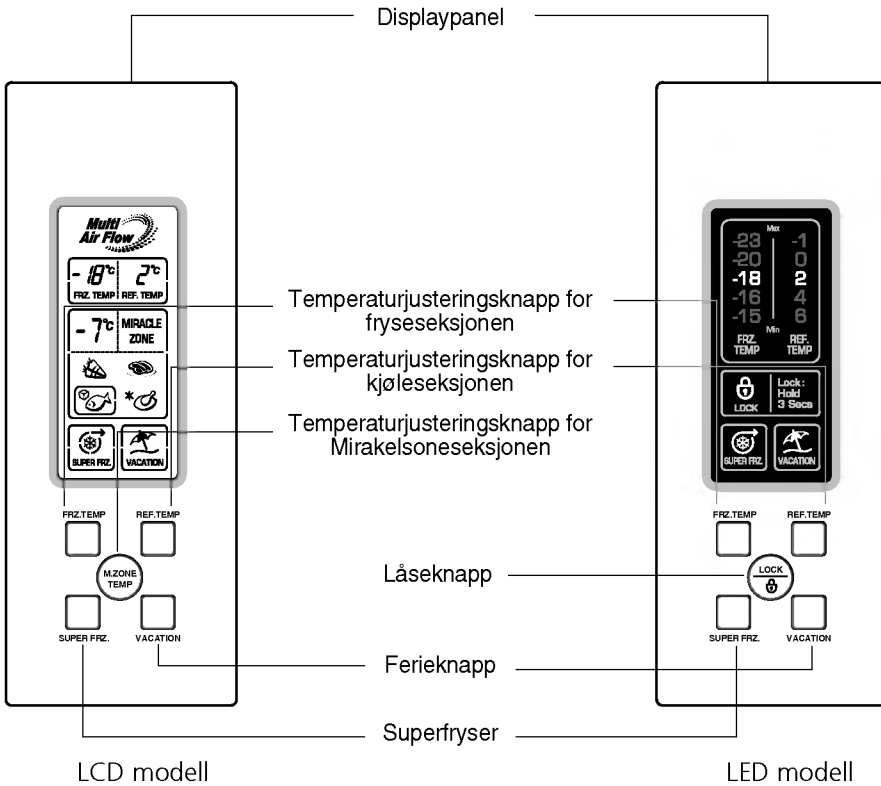 Displaypanel
Multi
Air Flow
-18°C
2°C
FRZ. TEMP
REF. TEMP
-7°C
MIRACLE
ZONE
*
SUPER FRZ.
VACATION
FRZ.TEMP
REF.TEMP
M.ZONE
TEMP
SUPER FRZ.
VACATION
LCD modell
Temperaturjusteringsknapp for
fryseseksjonen
Temperaturjusteringsknapp for
kjøleseksjonen
Temperaturjusteringsknapp for
Mirakelsoneseksjonen
Låseknapp
Ferieknapp
Superfryser
Max
-23 -1
-20 0
-18 2
-16 4
-15 6
Min
FRZ.
TEMP
REF.
TEMP
LOCK
Lock:
Hold
3 Secs
SUPER FRZ.
VACATION
FRZ.TEMP
REF.TEMP
LOCK
SUPER FRZ.
VACATION
LED modell